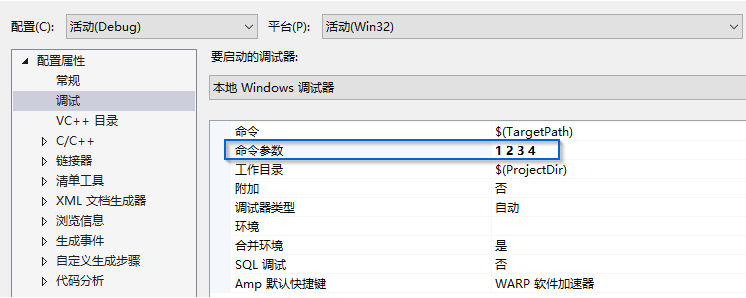 配置(C): 活动(Debug) 平台(P): 活动(Win32)
配置属性
常规
调试
VC++ 目录
C/C++
链接器
清单工具
XML 文档生成器
浏览信息
生成事件
自定义生成步骤
代码分析
要启动的调试器:
本地 Windows 调试器
命令 $(TargetPath)
命令参数 1 2 3 4
工作目录 $(ProjectDir)
附加 否
调试器类型 自动
环境
合并环境 是
SQL 调试 否
Amp 默认快捷键 WARP 软件加速器